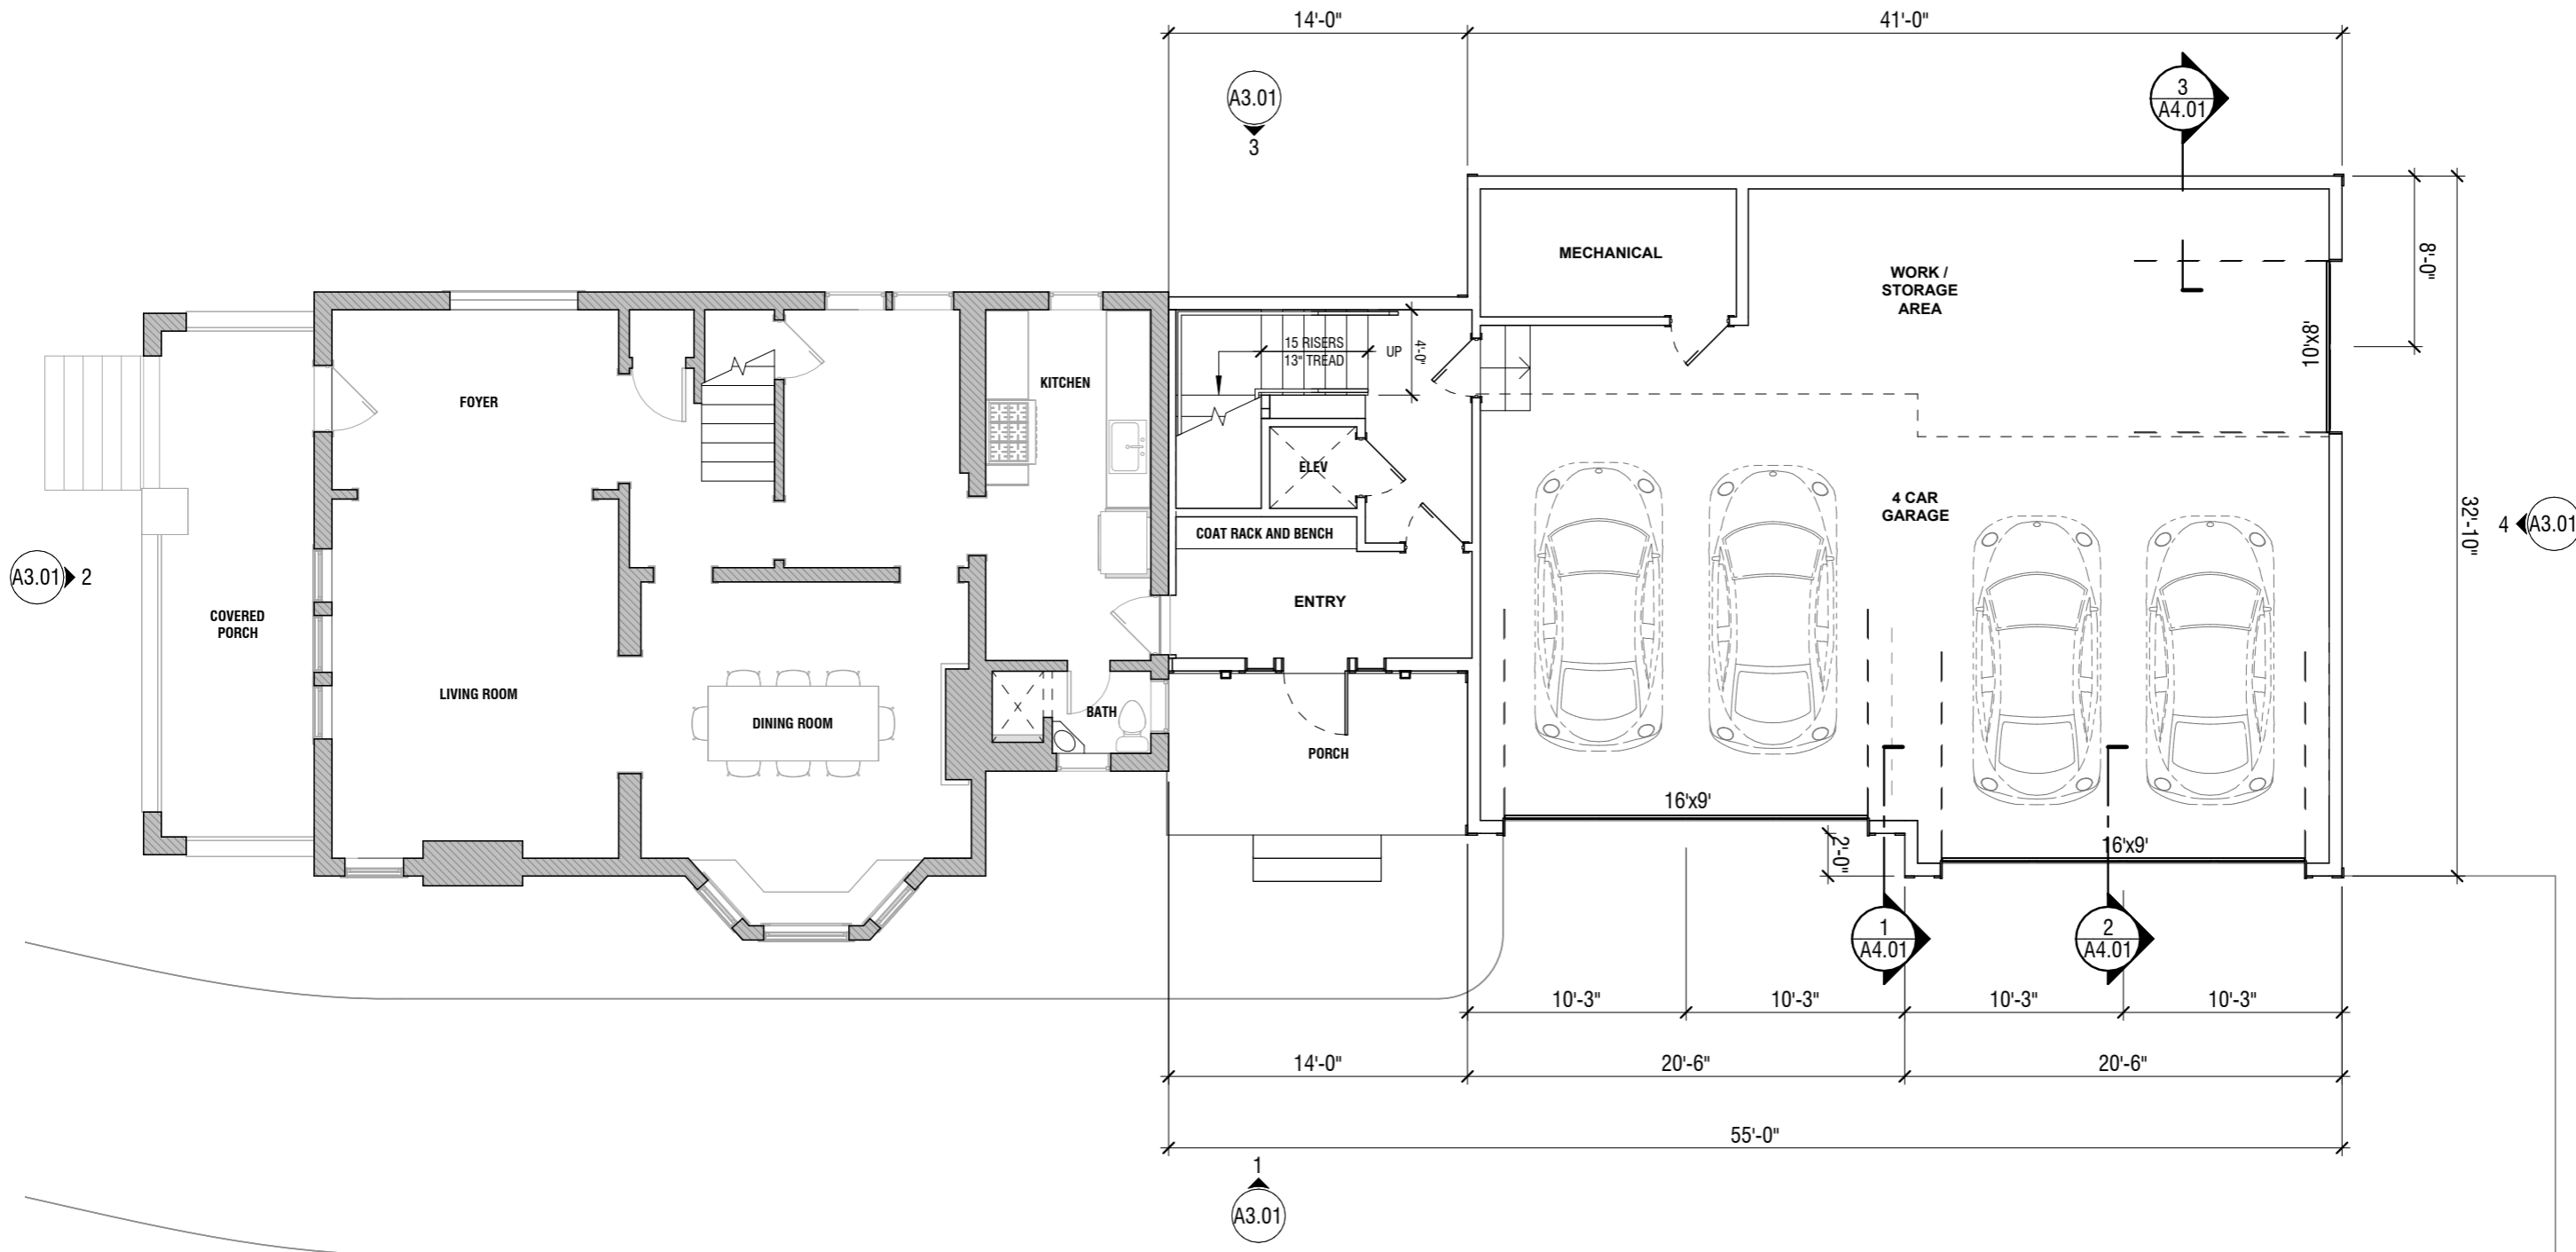 14'-0"
41'-0"
A3.01
3
3
A4.01
MECHANICAL
WORK /
STORAGE
AREA
8'-0"
10'x8'
15 RISERS
13" TREAD
UP
4'-0"
KITCHEN
FOYER
ELEV
4 CAR
GARAGE
32'-10"
4
A3.01
COAT RACK AND BENCH
A3.01
2
ENTRY
COVERED
PORCH
LIVING ROOM
DINING ROOM
BATH
PORCH
16'x9'
2'-0"
16'x9'
1
A4.01
2
A4.01
10'-3"
10'-3"
10'-3"
10'-3"
14'-0"
20'-6"
20'-6"
55'-0"
1
A3.01